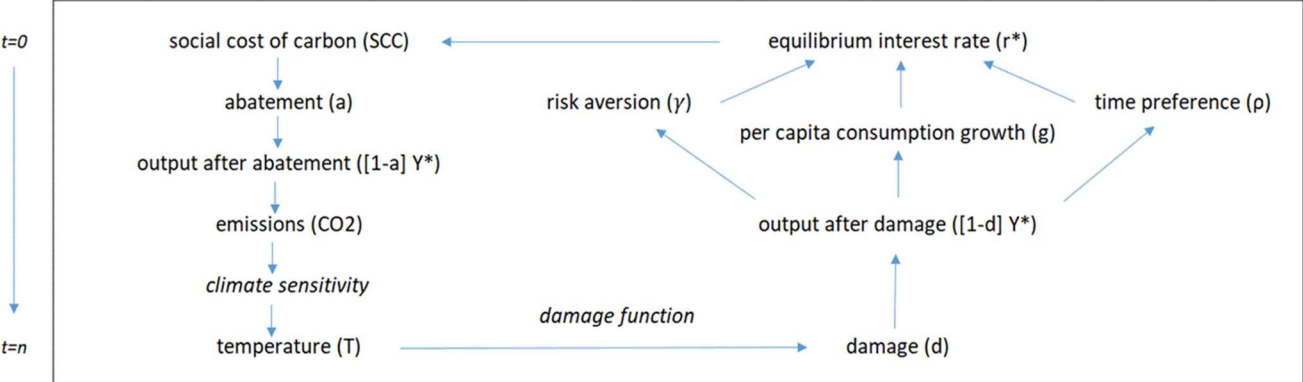 t=0
social cost of carbon (SCC)
equilibrium interest rate (r*)
abatement (a)
risk aversion (γ)
time preference (ρ)
per capita consumption growth (g)
output after abatement ([1-a] Y*)
emissions (CO2)
output after damage ([1-d] Y*)
climate sensitivity
damage function
t=n
temperature (T)
damage (d)